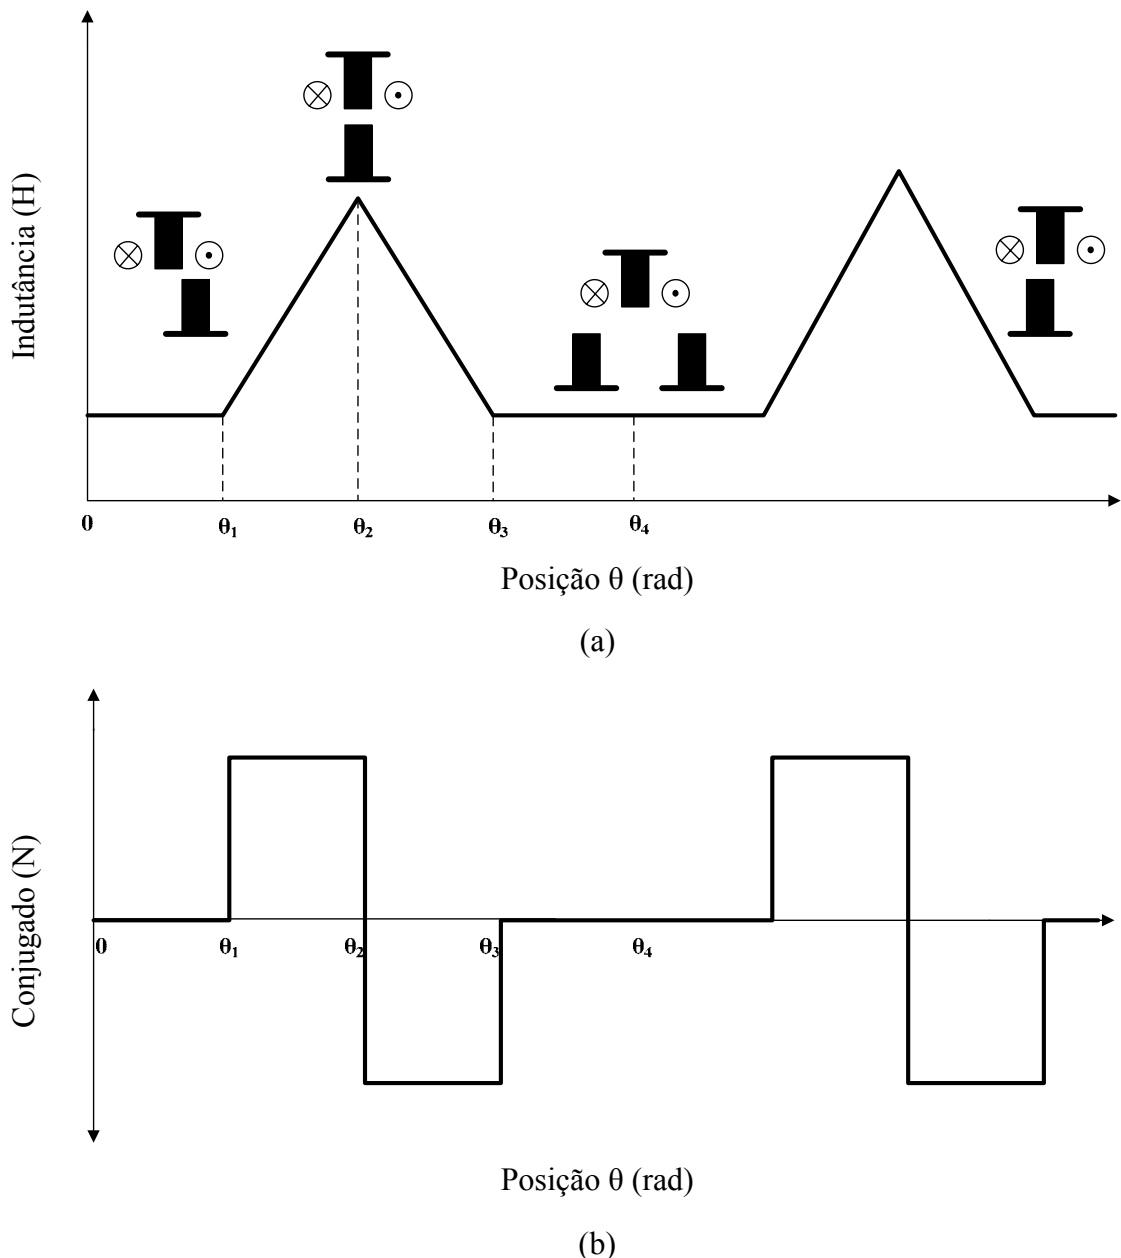 Indutância (H)
0 θ₁ θ₂ θ₃ θ₄
Posição θ (rad)
(a)
Conjugado (N)
0 θ₁ θ₂ θ₃ θ₄
Posição θ (rad)
(b)